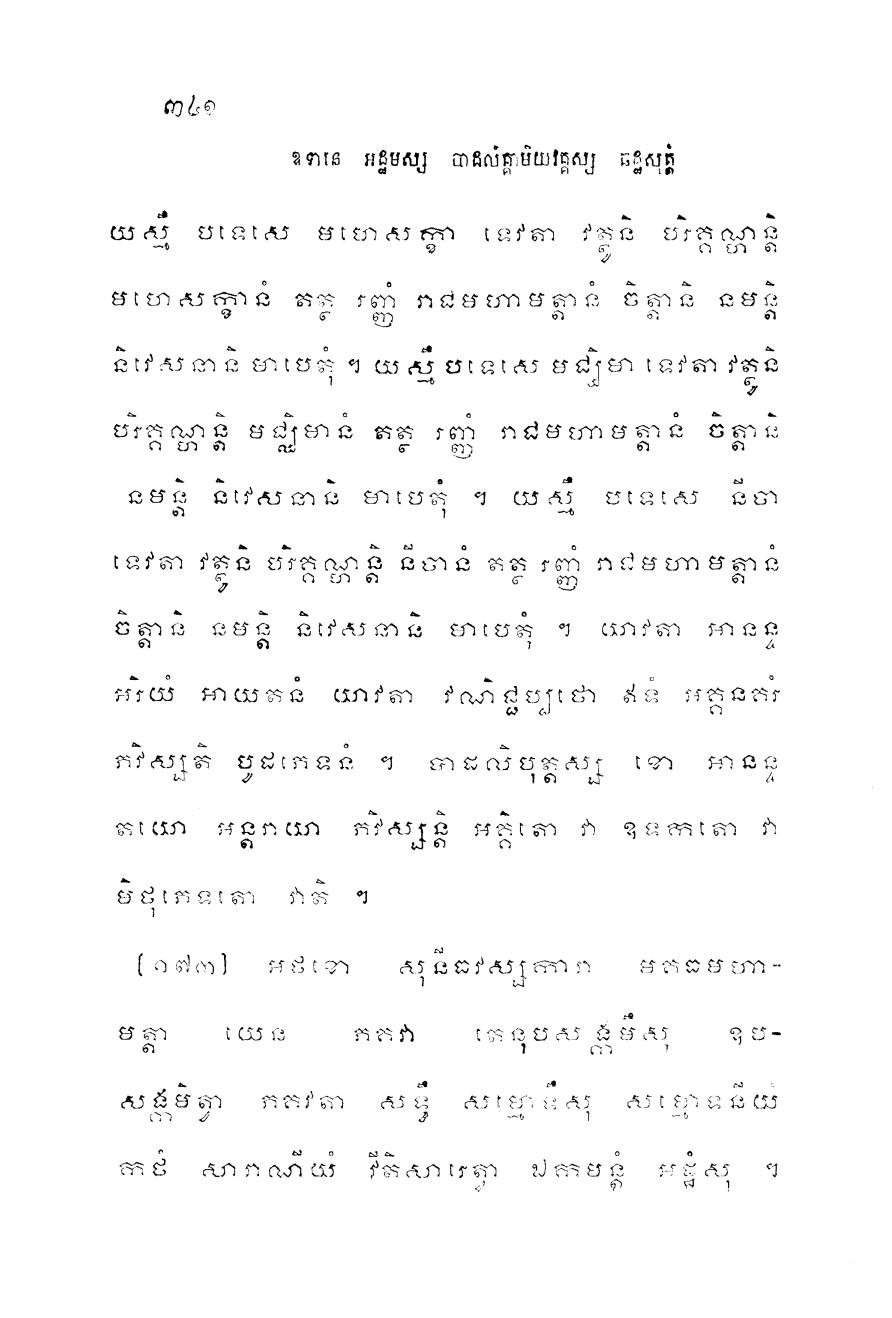 ៣៤១
ឧទានេ អដ្ឋមស្ស បាដលិគ្គាមិយវគ្គស្ស ឆដ្ឋសុត្តំ
យស្មឹ បទេសេ មហេសក្ខា ទេវតា វត្ថូនិ បរិគ្គណ្ហន្តិ
មហេសក្ខានំ តត្ថ រញ្ញំ រាជមហាមត្តានំ ចិត្តានិ នមន្តិ
និវេសនានិ មាបេតុំ ។ យស្មឹ បទេសេ មជ្ឈិមា ទេវតា វត្ថូនិ
បរិគ្គណ្ហន្តិ មជ្ឈិមានំ តត្ថ រញ្ញំ រាជមហាមត្តានំ ចិត្តានិ
នមន្តិ និវេសនានិ មាបេតុំ ។ យស្មឹ បទេសេ នីចា
ទេវតា វត្ថូនិ បរិគ្គណ្ហន្តិ នីចានំ តត្ថ រញ្ញំ រាជមហាមត្តានំ
ចិត្តានិ នមន្តិ និវេសនានិ មាបេតុំ ។ យាវតា អានន្ទ
អរិយំ អាយតនំ យាវតា វណិជ្ជប្បថោ ឥទំ អគ្គនគរំ
ភវិស្សតិ បូដភេទនំ ។ បាដលិបុត្តស្ស ខោ អានន្ទ
តយោ អន្តរាយា ភវិស្សន្តិ អគ្គិតោ វា ឧទកតោ វា
មិថុភេទតោ វាតិ ។
[១៧៣] អថខោ សុនីធវស្សការា មគធមហា-
មត្តា យេន ភគវា តេនុបសង្កមឹសុ ឧប-
សង្កមិត្វា ភគវតា សទ្ធឹ សម្មោទឹសុ សម្មោទនីយំ
កថំ សារាណីយំ វីតិសារេត្វា ឯកមន្តំ អដ្ឋំសុ ។